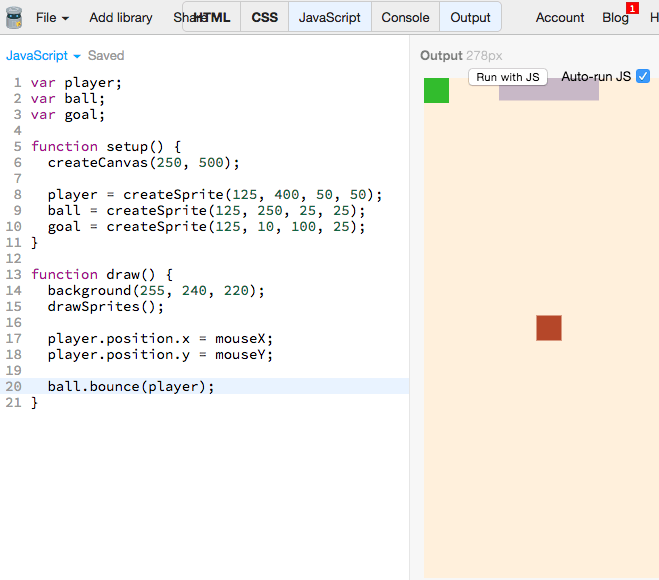 File Add library Share HTML CSS JavaScript Console Output Account Blog 1 H
JavaScript Saved
Output 278px
Run with JS Auto-run JS
1 var player;
2 var ball;
3 var goal;
4
5 function setup() {
6 createCanvas(250, 500);
7
8 player = createSprite(125, 400, 50, 50);
9 ball = createSprite(125, 250, 25, 25);
10 goal = createSprite(125, 10, 100, 25);
11 }
12
13 function draw() {
14 background(255, 240, 220);
15 drawSprites();
16
17 player.position.x = mouseX;
18 player.position.y = mouseY;
19
20 ball.bounce(player);
21 }